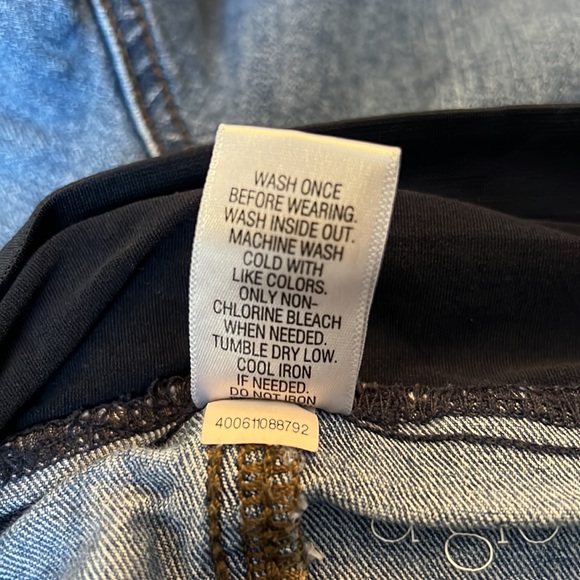 WASH ONCE
BEFORE WEARING.
WASH INSIDE OUT.
MACHINE WASH
COLD WITH
LIKE COLORS.
ONLY NON-
CHLORINE BLEACH
WHEN NEEDED.
TUMBLE DRY LOW.
COOL IRON
IF NEEDED.
DO NOT IRON
400611088792